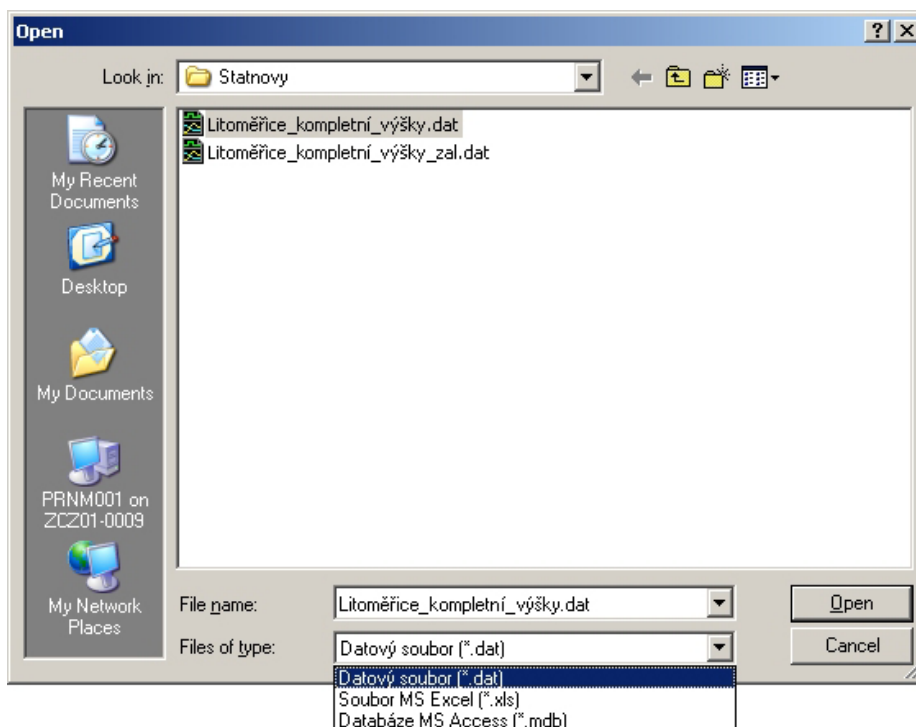 Open
Look in:
Statnovy
Litoměřice_kompletní_výšky.dat
Litoměřice_kompletní_výšky_zal.dat
My Recent
Documents
Desktop
My Documents
PRNM001 on
ZCZ01-0009
My Network
Places
File name:
Litoměřice_kompletní_výšky.dat
Open
Files of type:
Datový soubor (*.dat)
Cancel
Datový soubor (*.dat)
Soubor MS Excel (*.xls)
Databáze MS Access (*.mdb)